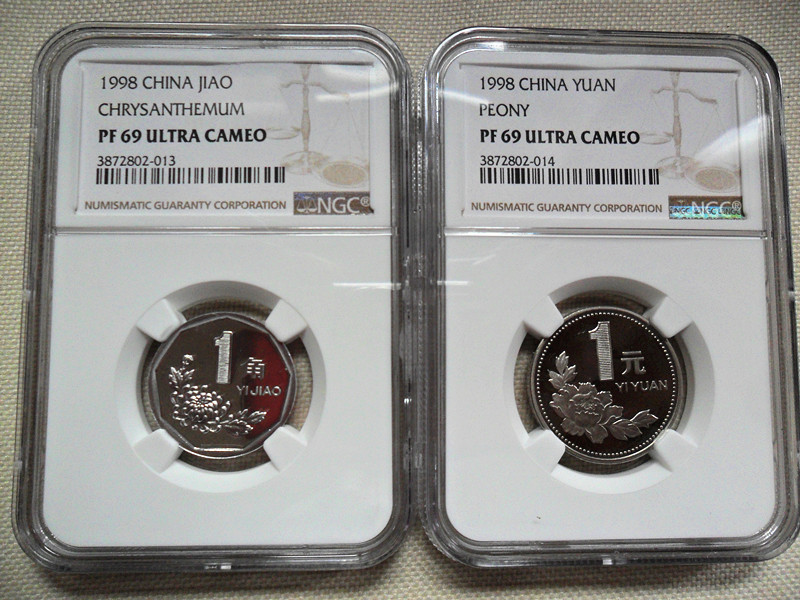 1998 CHINA JIAO
CHRYSANTHEMUM
PF 69 ULTRA CAMEO
3872802-013
NUMISMATIC GUARANTY CORPORATION
NGC®
1 角
YI JIAO
1998 CHINA YUAN
PEONY
PF 69 ULTRA CAMEO
3872802-014
NUMISMATIC GUARANTY CORPORATION
1 元
YI YUAN